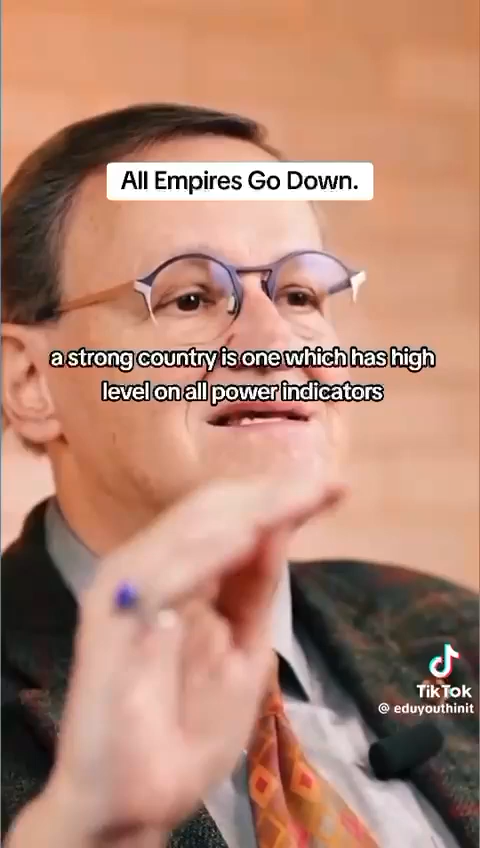 All Empires Go Down.
a strong country is one which has high
level on all power indicators
TikTok
@ eduyouthinit